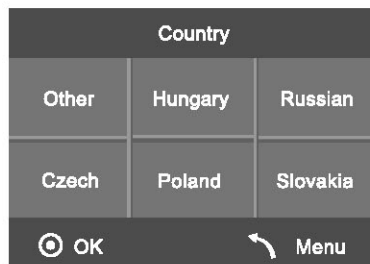 Country
Other Hungary Russian
Czech Poland Slovakia
OK Menu